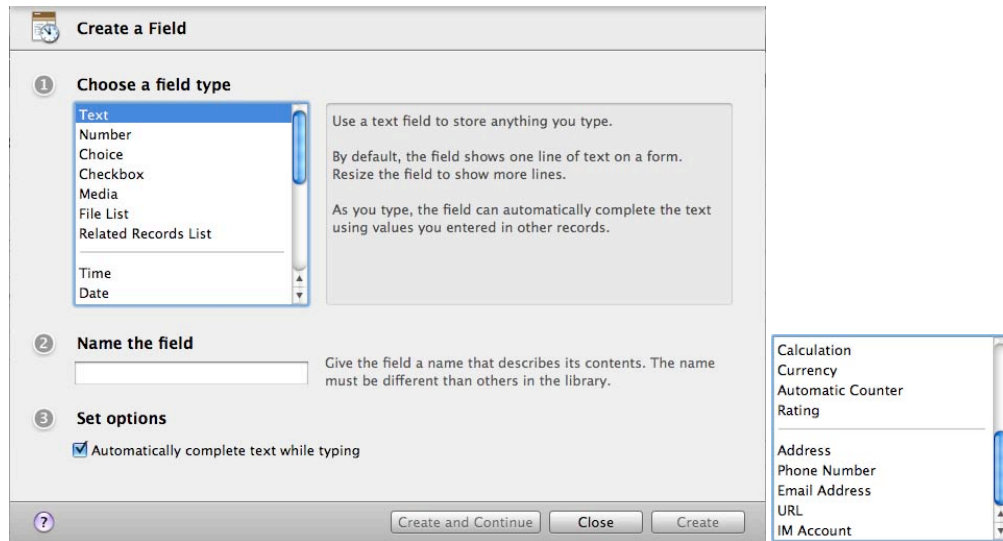 Create a Field
1 Choose a field type
Text
Number
Choice
Checkbox
Media
File List
Related Records List
Time
Date
Use a text field to store anything you type.
By default, the field shows one line of text on a form.
Resize the field to show more lines.
As you type, the field can automatically complete the text
using values you entered in other records.
2 Name the field
Give the field a name that describes its contents. The name
must be different than others in the library.
3 Set options
Automatically complete text while typing
? Create and Continue Close Create
Calculation
Currency
Automatic Counter
Rating
Address
Phone Number
Email Address
URL
IM Account